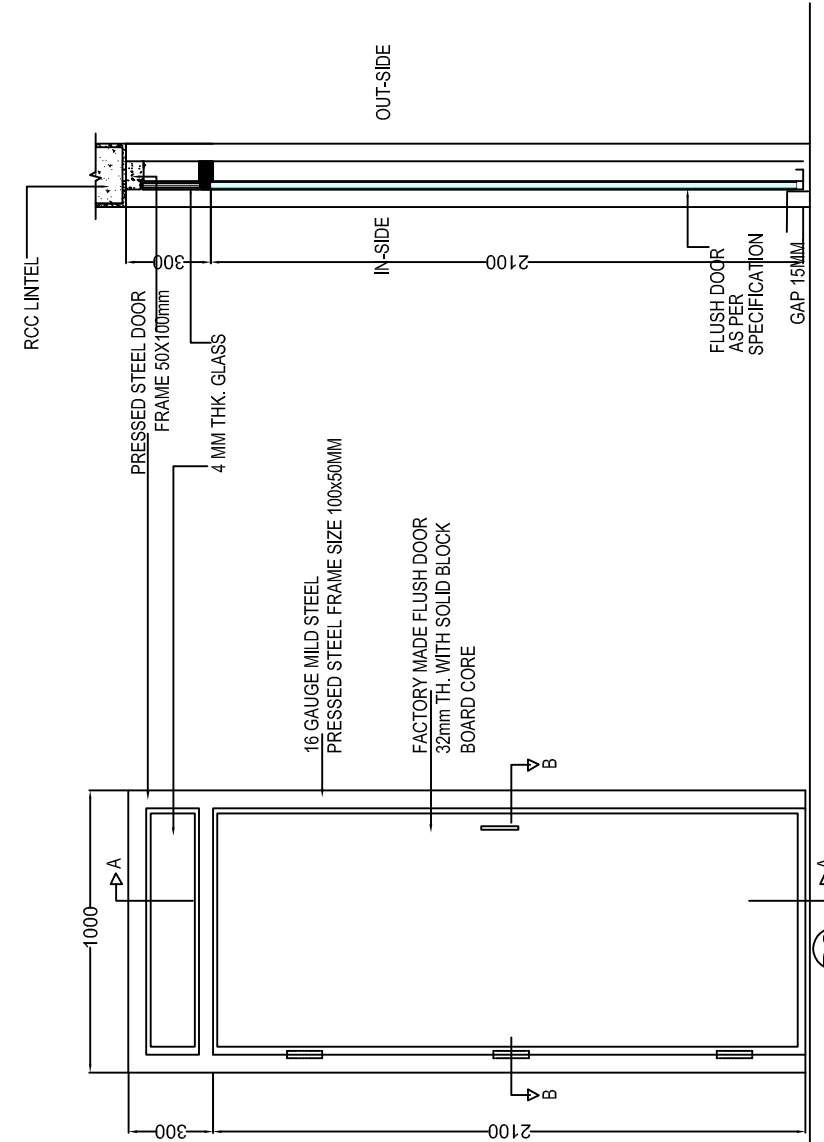 RCC LINTEL
PRESSED STEEL DOOR
FRAME 50X100mm
4 MM THK. GLASS
16 GAUGE MILD STEEL
PRESSED STEEL FRAME SIZE 100x50MM
FACTORY MADE FLUSH DOOR
32mm TH. WITH SOLID BLOCK
BOARD CORE
1000
A
A
B
B
300
2100
300
2100
IN-SIDE
OUT-SIDE
FLUSH DOOR
AS PER
SPECIFICATION
GAP 15MM